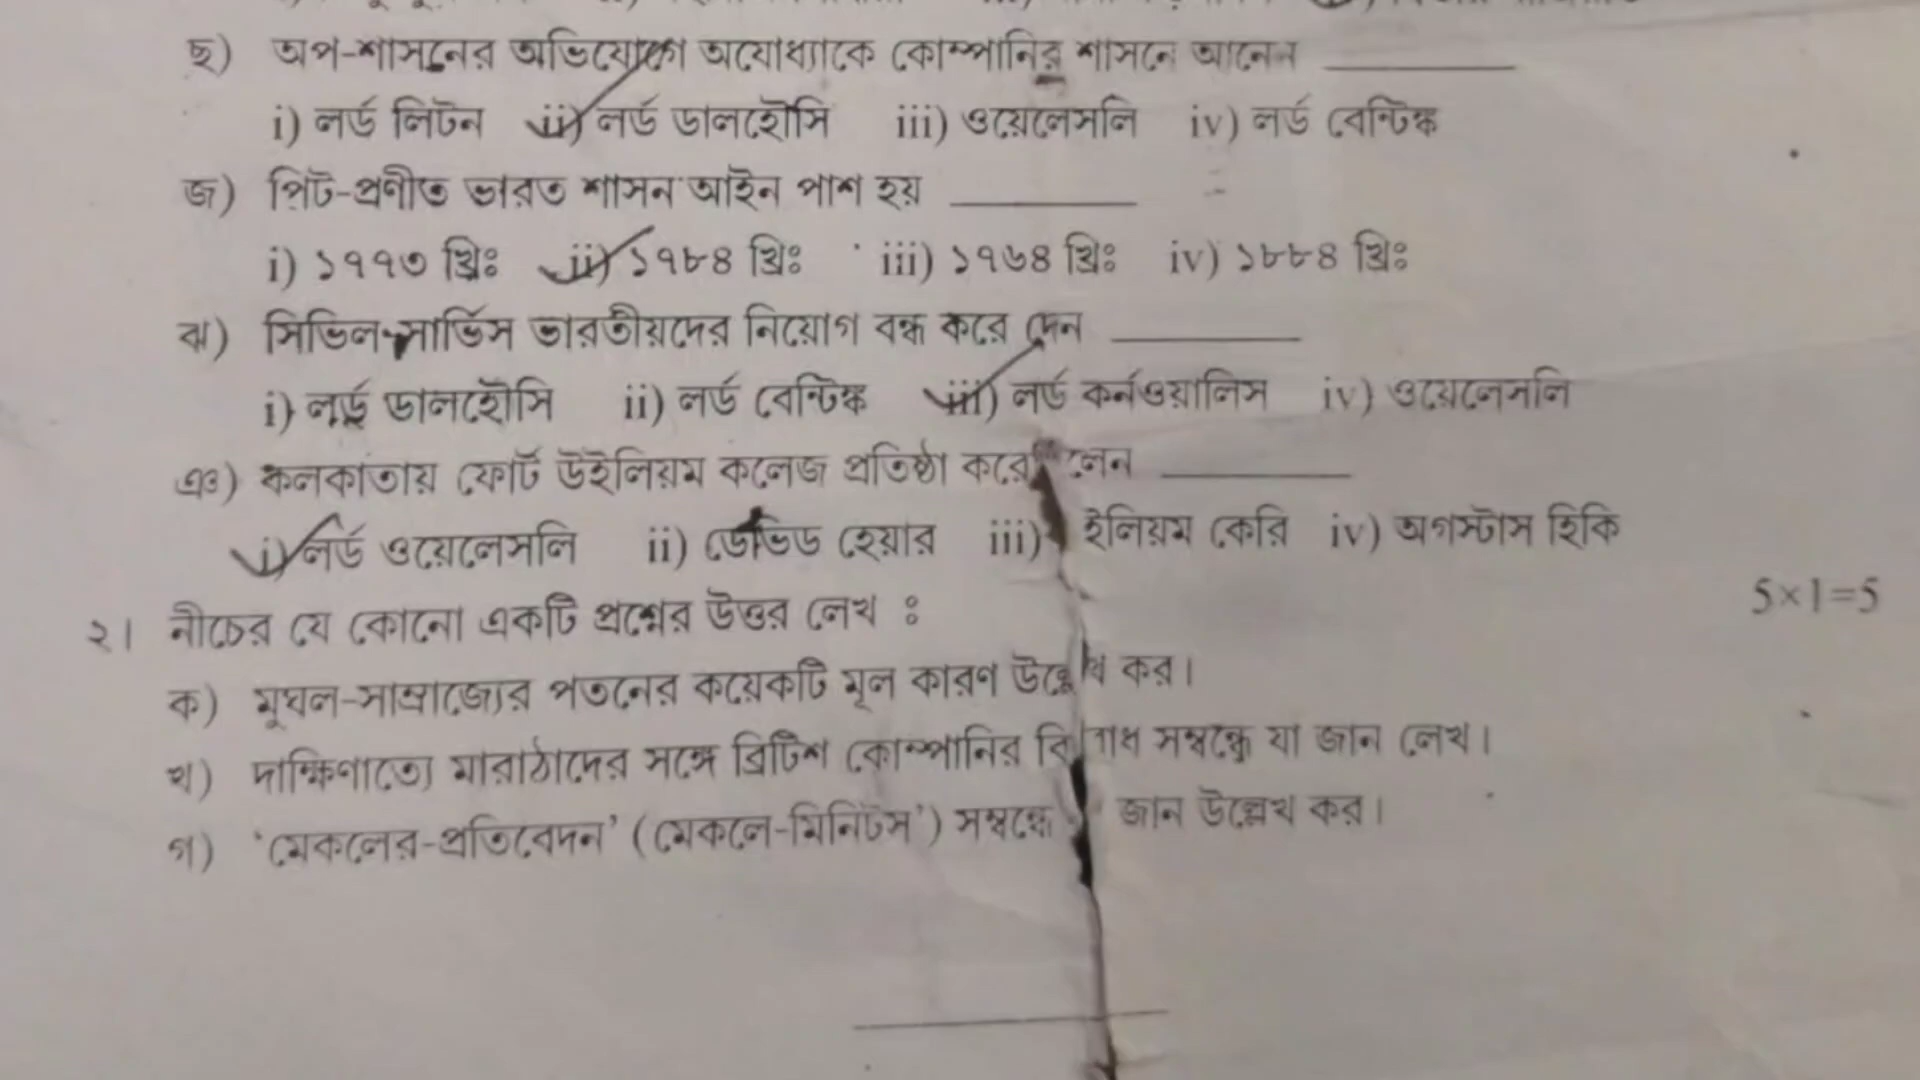 ছ) অপ-শাসনের অভিযোগে অযোধ্যাকে কোম্পানির শাসনে আনেন ________
i) লর্ড লিটন ii) লর্ড ডালহৌসি iii) ওয়েলেসলি iv) লর্ড বেন্টিঙ্ক
জ) পিট-প্রণীত ভারত শাসন আইন পাশ হয় ________
i) ১৭৭৩ খ্রিঃ ii) ১৭৮৪ খ্রিঃ iii) ১৭৬৪ খ্রিঃ iv) ১৮৮৪ খ্রিঃ
ঝ) সিভিল-সার্ভিস ভারতীয়দের নিয়োগ বন্ধ করে দেন ________
i) লর্ড ডালহৌসি ii) লর্ড বেন্টিঙ্ক iii) লর্ড কর্নওয়ালিস iv) ওয়েলেসলি
ঞ) কলকাতায় ফোর্ট উইলিয়ম কলেজ প্রতিষ্ঠা করে লেন ________
i) লর্ড ওয়েলেসলি ii) ডেভিড হেয়ার iii) ইলিয়ম কেরি iv) অগস্টাস হিকি
২। নীচের যে কোনো একটি প্রশ্নের উত্তর লেখ ঃ 5×1=5
ক) মুঘল-সাম্রাজ্যের পতনের কয়েকটি মূল কারণ উল্লেখ কর।
খ) দাক্ষিণাত্যে মারাঠাদের সঙ্গে ব্রিটিশ কোম্পানির সম্বন্ধে যা জান লেখ।
গ) 'মেকলের-প্রতিবেদন' (মেকলে-মিনিটস') সম্বন্ধে জান উল্লেখ কর।